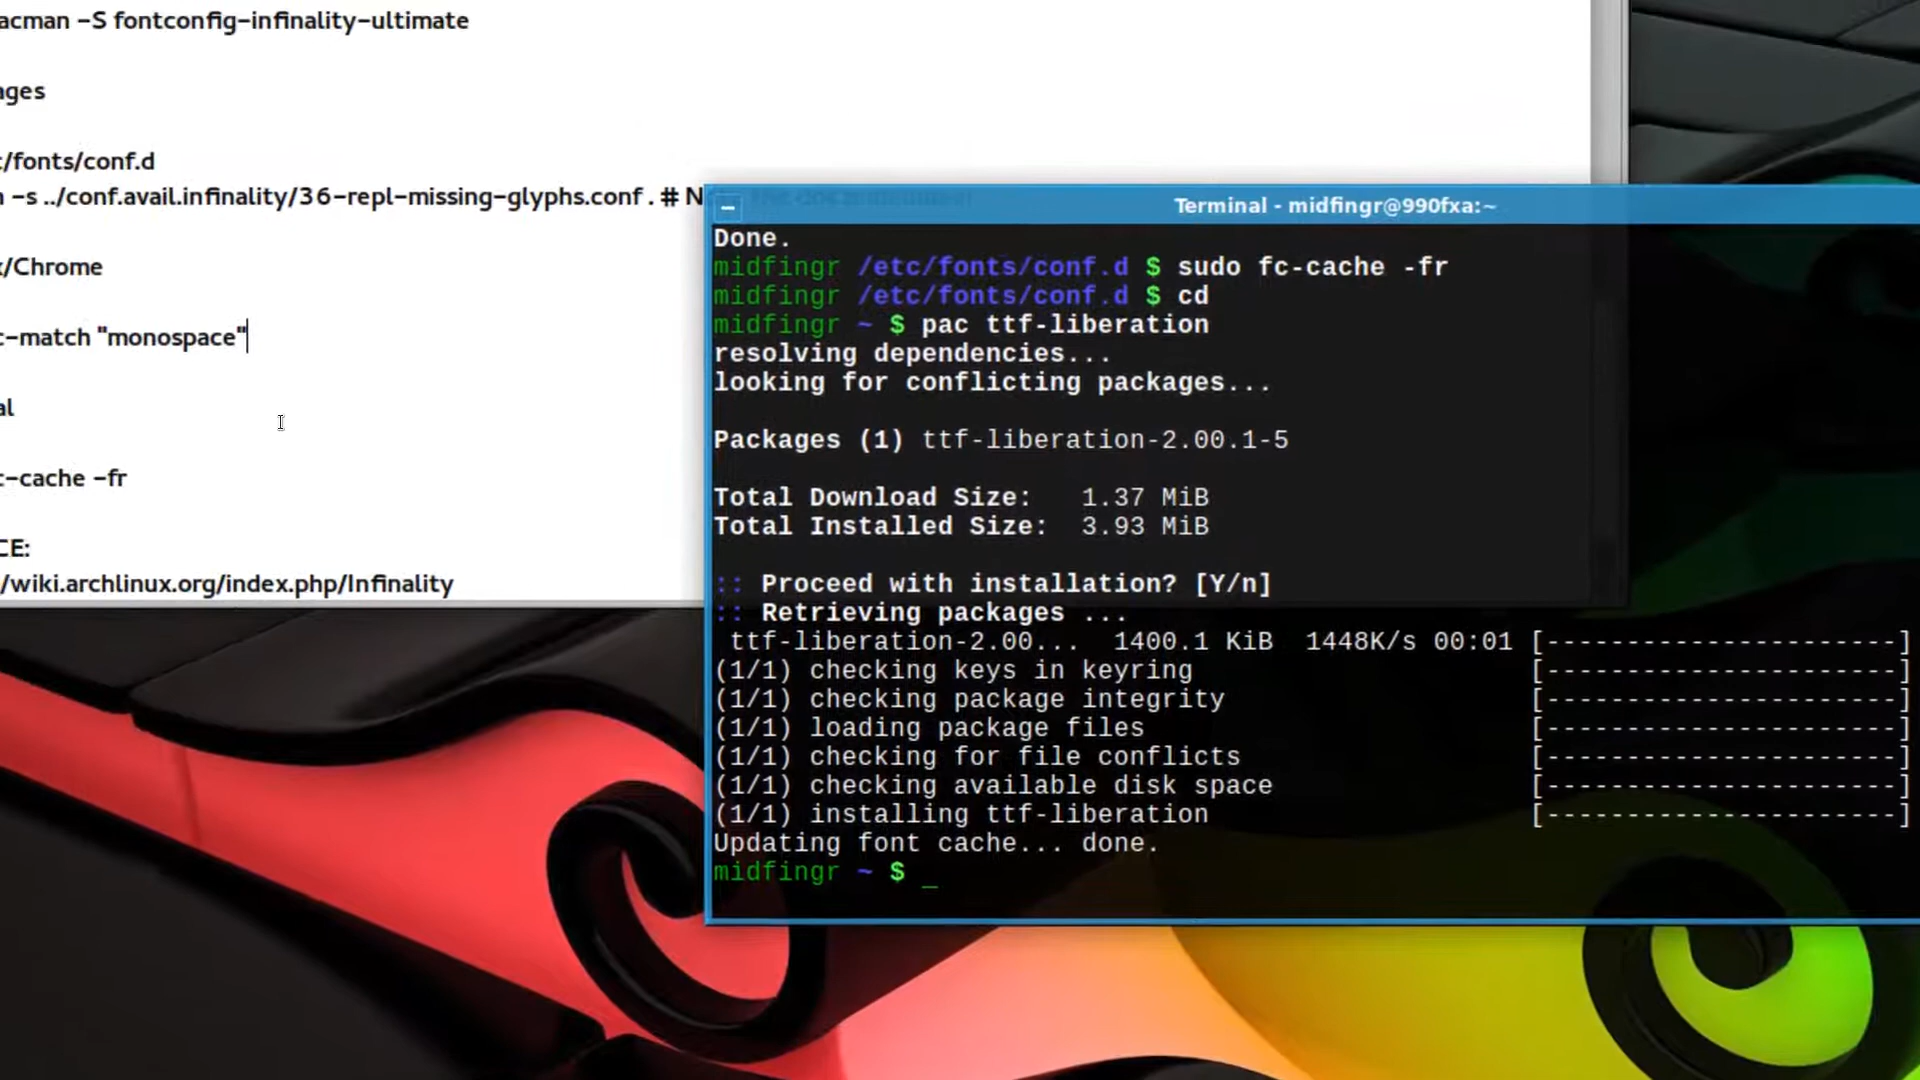 acman -S fontconfig-infinality-ultimate
ages
:/fonts/conf.d
n -s ../conf.avail.infinality/36-repl-missing-glyphs.conf . # N
x/Chrome
c-match "monospace"
al
c-cache -fr
CE:
/wiki.archlinux.org/index.php/Infinality
Terminal - midfingr@990fxa:~
Done.
midfingr /etc/fonts/conf.d $ sudo fc-cache -fr
midfingr /etc/fonts/conf.d $ cd
midfingr ~ $ pac ttf-liberation
resolving dependencies...
looking for conflicting packages...
Packages (1) ttf-liberation-2.00.1-5
Total Download Size:   1.37 MiB
Total Installed Size:  3.93 MiB
:: Proceed with installation? [Y/n]
:: Retrieving packages ...
ttf-liberation-2.00...  1400.1 KiB  1448K/s 00:01 [----------------------]
(1/1) checking keys in keyring [----------------------]
(1/1) checking package integrity [----------------------]
(1/1) loading package files [----------------------]
(1/1) checking for file conflicts [----------------------]
(1/1) checking available disk space [----------------------]
(1/1) installing ttf-liberation [----------------------]
Updating font cache... done.
midfingr ~ $ _